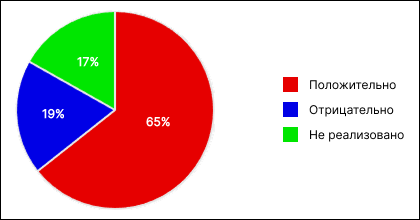 17%
19%
65%
Положительно
Отрицательно
Не реализовано